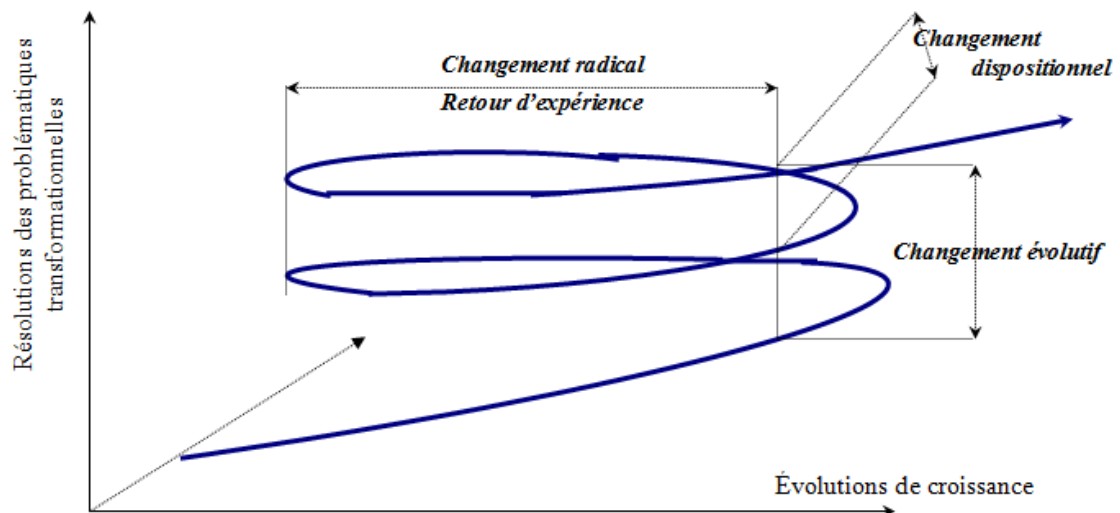 Résolutions des problématiques
transformationnelles
Changement radical
Retour d'expérience
Changement
dispositionnel
Changement évolutif
Évolutions de croissance